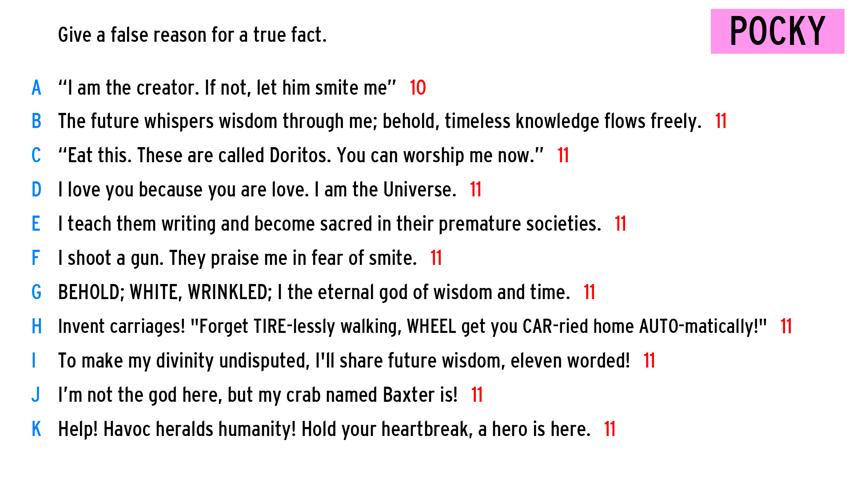 Give a false reason for a true fact.
POCKY
A “I am the creator. If not, let him smite me” 10
B The future whispers wisdom through me; behold, timeless knowledge flows freely. 11
C “Eat this. These are called Doritos. You can worship me now.” 11
D I love you because you are love. I am the Universe. 11
E I teach them writing and become sacred in their premature societies. 11
F I shoot a gun. They praise me in fear of smite. 11
G BEHOLD; WHITE, WRINKLED; I the eternal god of wisdom and time. 11
H Invent carriages! "Forget TIRE-lessly walking, WHEEL get you CAR-ried home AUTO-matically!" 11
I To make my divinity undisputed, I'll share future wisdom, eleven worded! 11
J I’m not the god here, but my crab named Baxter is! 11
K Help! Havoc heralds humanity! Hold your heartbreak, a hero is here. 11